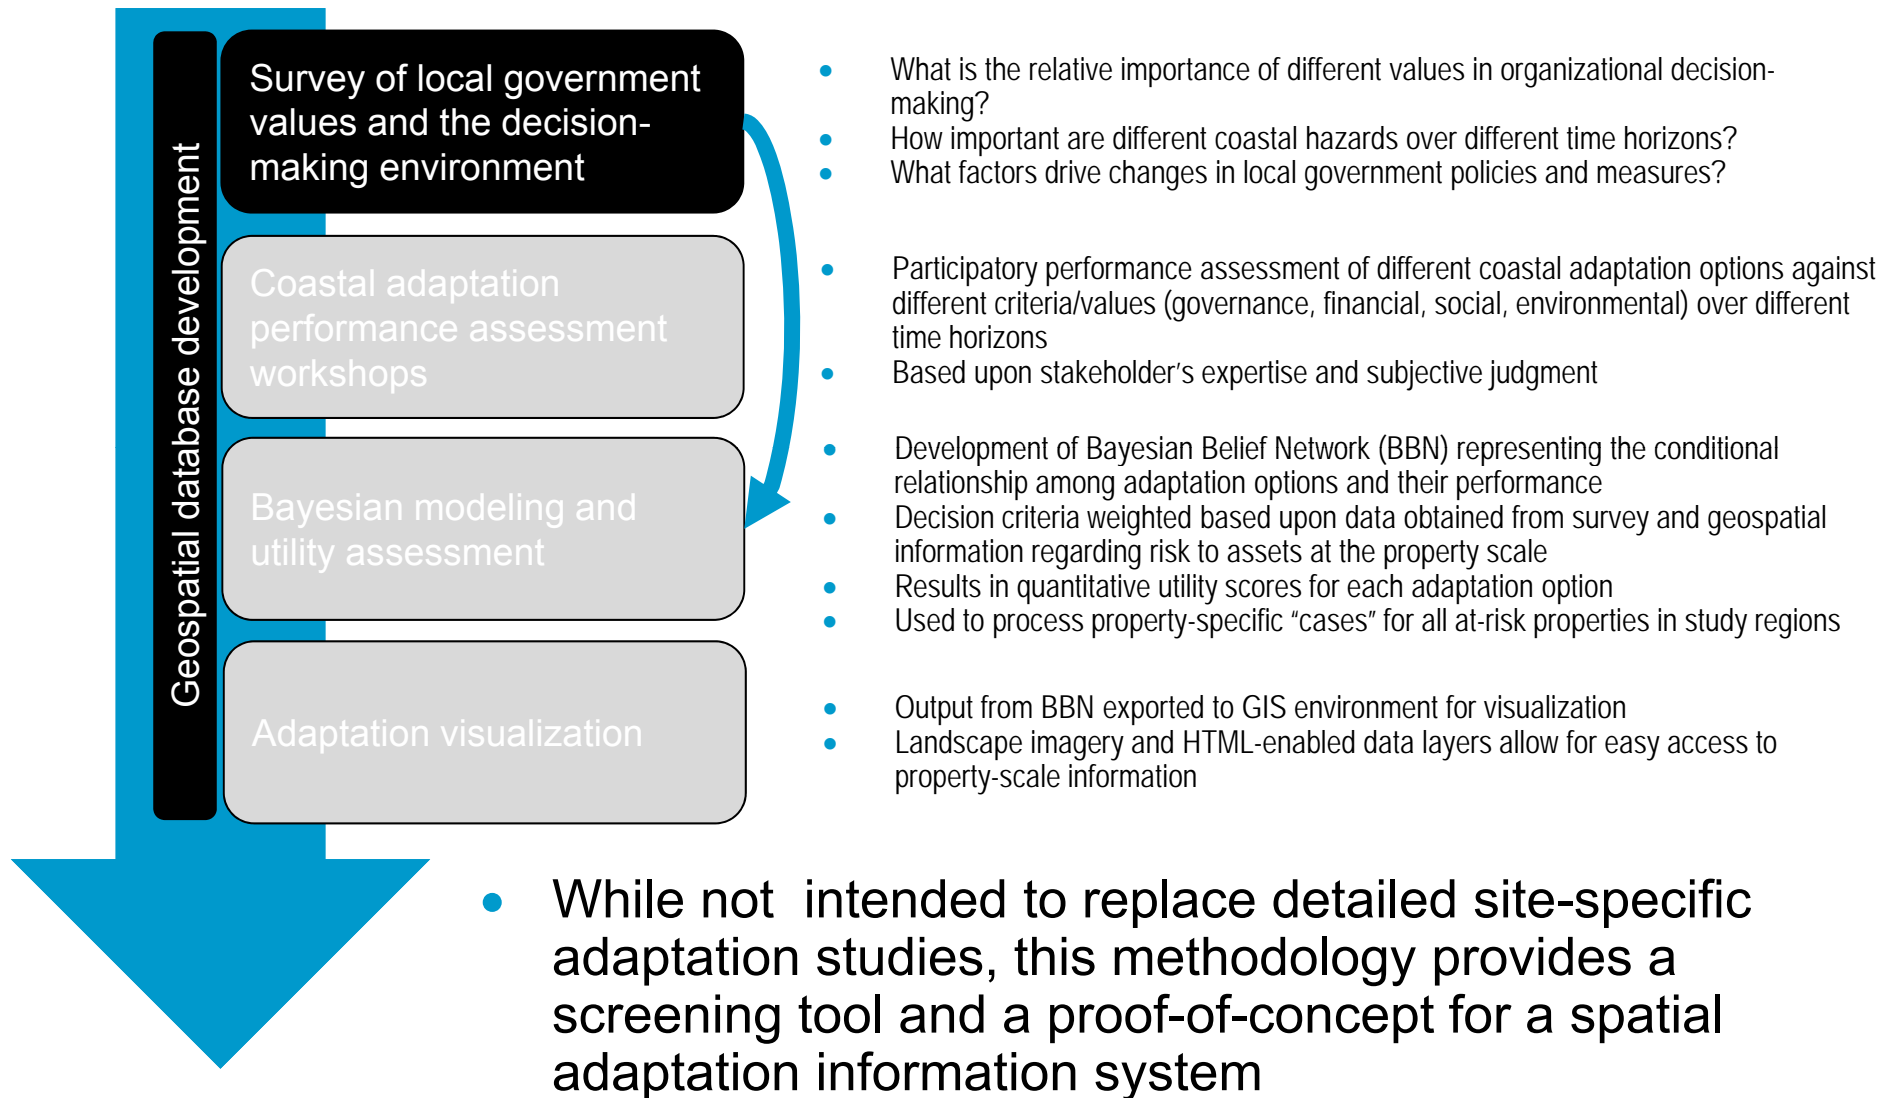 Geospatial database development
Survey of local government
values and the decision-
making environment
• What is the relative importance of different values in organizational decision-
making?
• How important are different coastal hazards over different time horizons?
• What factors drive changes in local government policies and measures?
Coastal adaptation
performance assessment
workshops
• Participatory performance assessment of different coastal adaptation options against
different criteria/values (governance, financial, social, environmental) over different
time horizons
• Based upon stakeholder’s expertise and subjective judgment
Bayesian modeling and
utility assessment
• Development of Bayesian Belief Network (BBN) representing the conditional
relationship among adaptation options and their performance
• Decision criteria weighted based upon data obtained from survey and geospatial
information regarding risk to assets at the property scale
• Results in quantitative utility scores for each adaptation option
• Used to process property-specific “cases” for all at-risk properties in study regions
Adaptation visualization
• Output from BBN exported to GIS environment for visualization
• Landscape imagery and HTML-enabled data layers allow for easy access to
property-scale information
• While not intended to replace detailed site-specific
adaptation studies, this methodology provides a
screening tool and a proof-of-concept for a spatial
adaptation information system